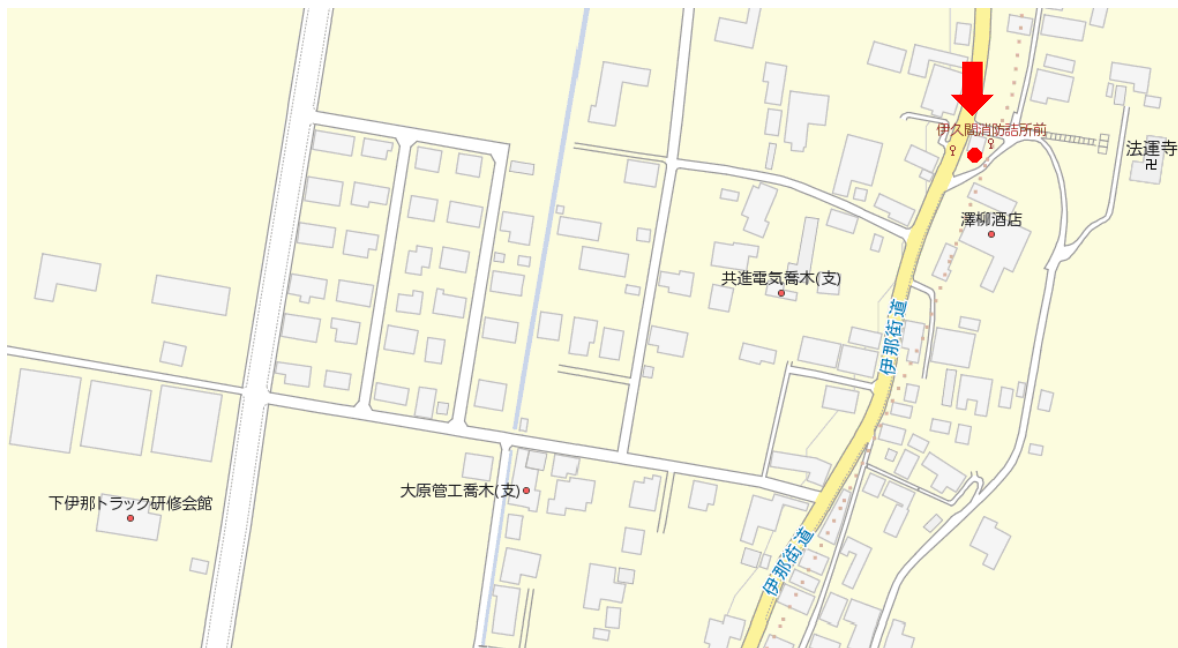 伊久間消防詰所前
法運寺
澤柳酒店
共進電気喬木(支)
伊那街道
大原管工喬木(支)
下伊那トラック研修会館
伊那街道